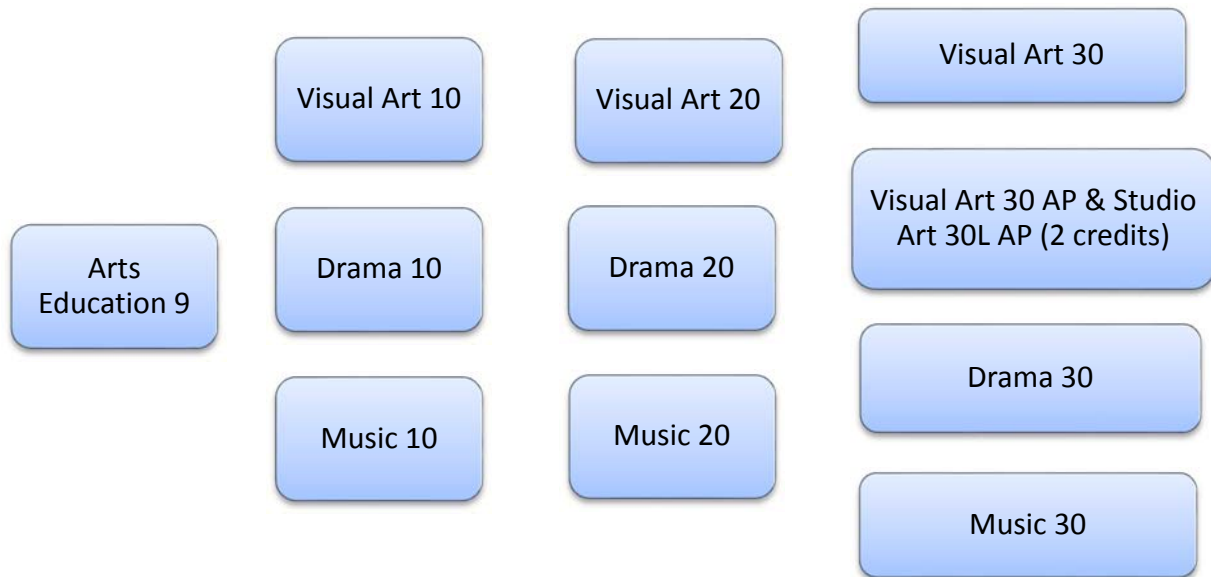 Arts
Education 9
Visual Art 10
Drama 10
Music 10
Visual Art 20
Drama 20
Music 20
Visual Art 30
Visual Art 30 AP & Studio
Art 30L AP (2 credits)
Drama 30
Music 30